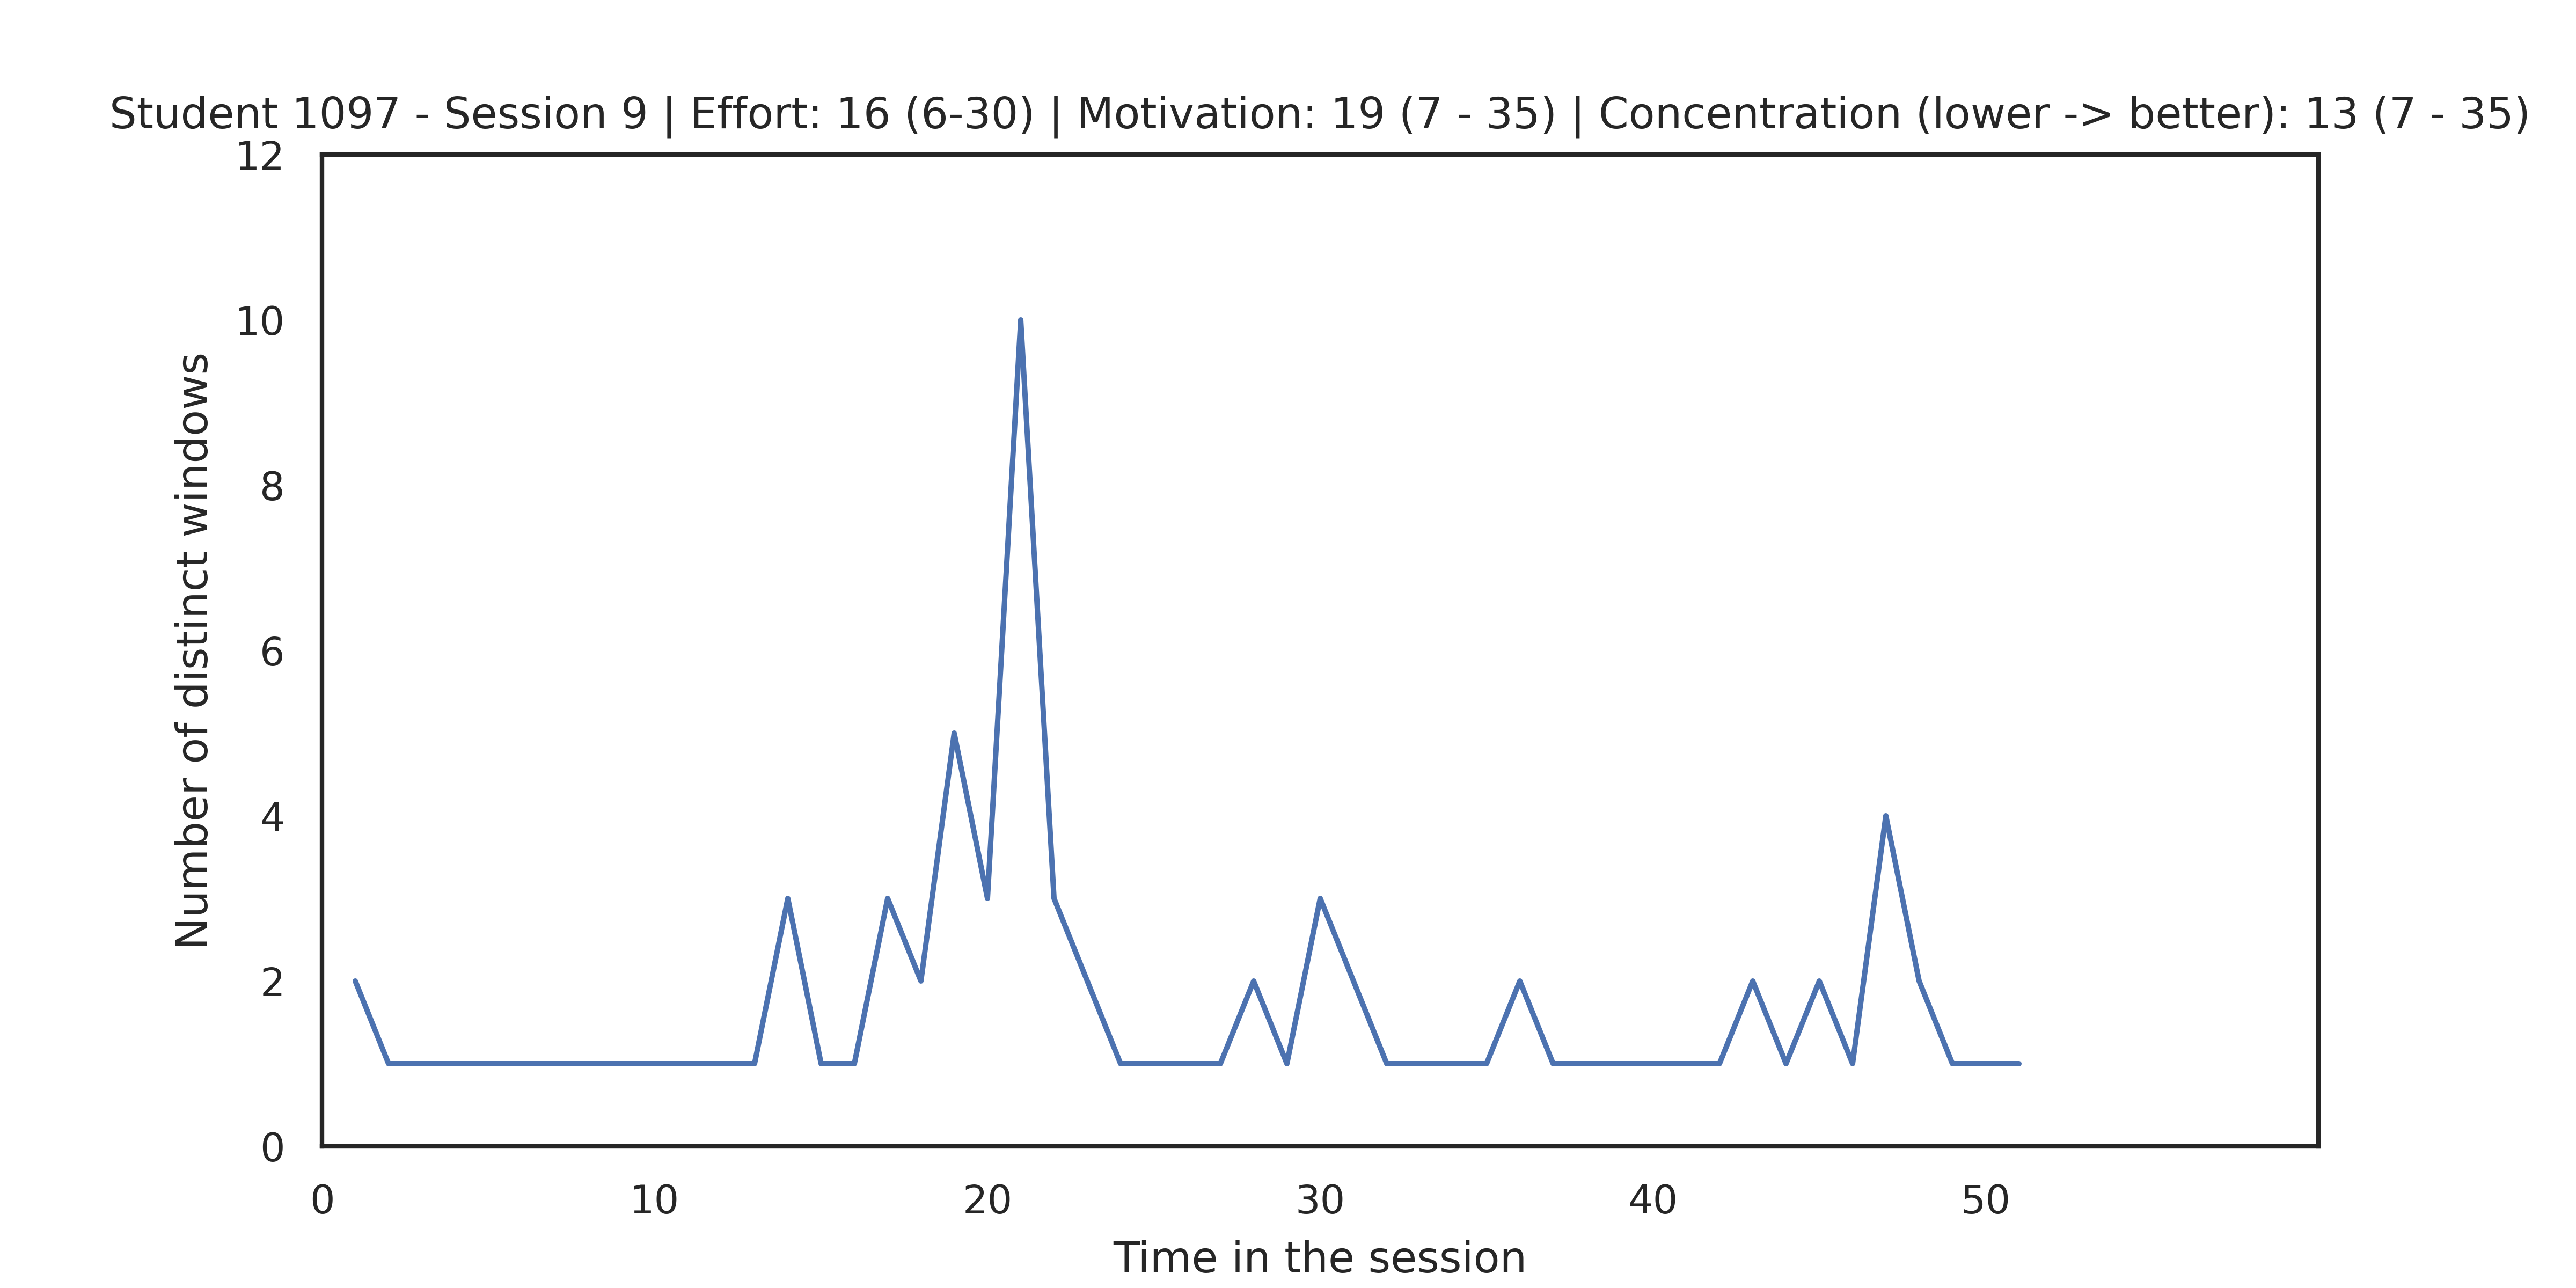 Student 1097 - Session 9 | Effort: 16 (6-30) | Motivation: 19 (7 - 35) | Concentration (lower -> better): 13 (7 - 35)
12
10
8
6
4
2
0
Number of distinct windows
0 10 20 30 40 50
Time in the session